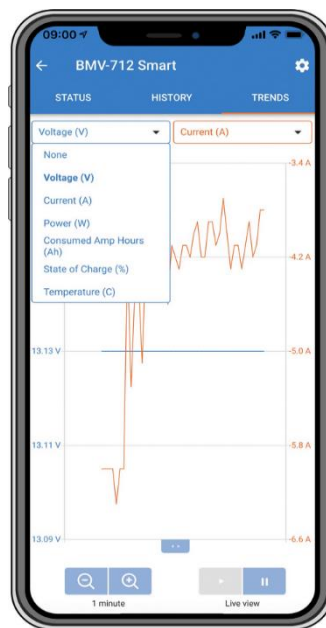 09:00
BMV-712 Smart
STATUS HISTORY TRENDS
Voltage (V) Current (A)
None
Voltage (V)
Current (A)
Power (W)
Consumed Amp Hours
(Ah)
State of Charge (%)
Temperature (C)
-3.4 A
-4.2 A
13.13 V -5.0 A
13.11 V -5.8 A
13.09 V -6.6 A
1 minute Live view